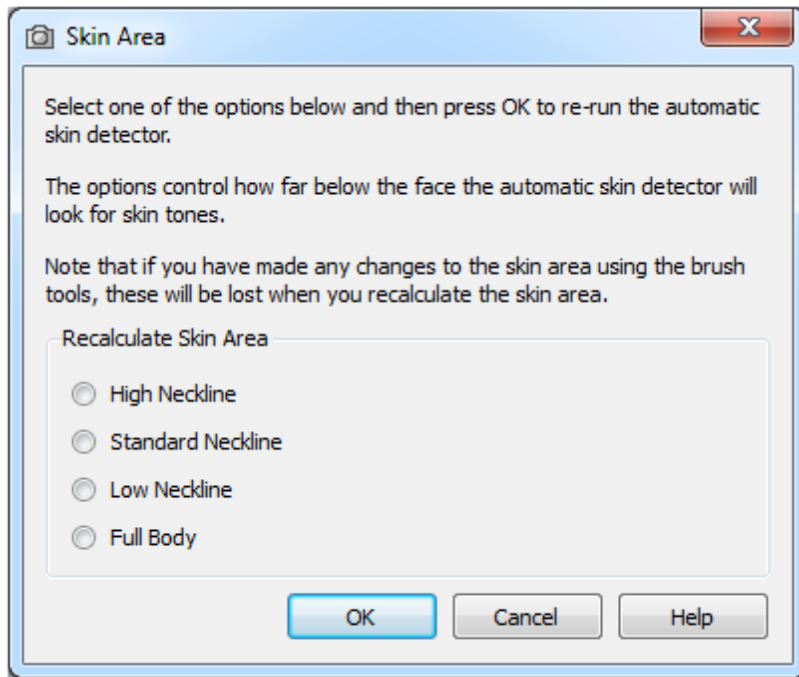 Skin Area
Select one of the options below and then press OK to re-run the automatic
skin detector.
The options control how far below the face the automatic skin detector will
look for skin tones.
Note that if you have made any changes to the skin area using the brush
tools, these will be lost when you recalculate the skin area.
Recalculate Skin Area
High Neckline
Standard Neckline
Low Neckline
Full Body
OK Cancel Help